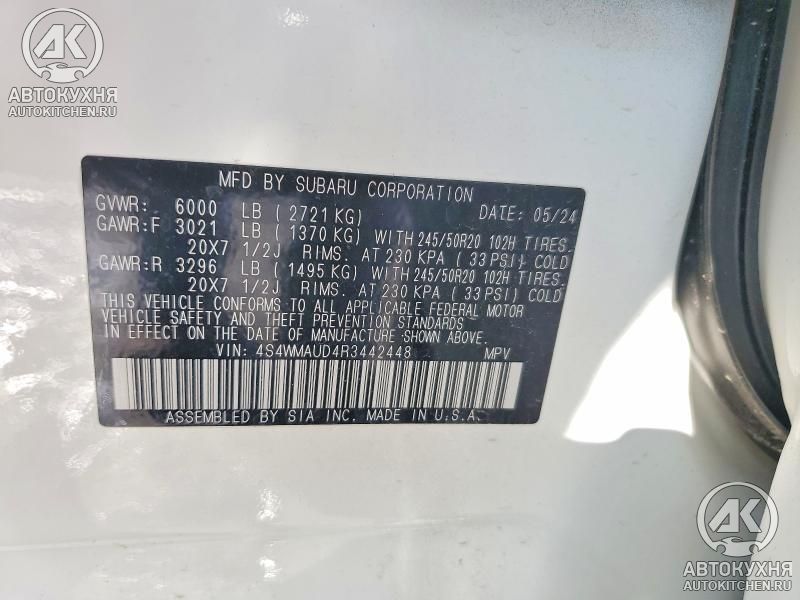 AK
АВТОКУХНЯ
AUTOKITCHEN.RU
MFD BY SUBARU CORPORATION
GVWR: 6000 LB ( 2721 KG) DATE: 05/24
GAWR:F 3021 LB ( 1370 KG) WITH 245/50R20 102H TIRES.
20X7 1/2J RIMS. AT 230 KPA ( 33 PSI) COLD
GAWR:R 3296 LB ( 1495 KG) WITH 245/50R20 102H TIRES.
20X7 1/2J RIMS. AT 230 KPA ( 33 PSI) COLD
THIS VEHICLE CONFORMS TO ALL APPLICABLE FEDERAL MOTOR
VEHICLE SAFETY AND THEFT PREVENTION STANDARDS
IN EFFECT ON THE DATE OF MANUFACTURE SHOWN ABOVE.
VIN: 4S4WMAUD4R3442448 MPV
ASSEMBLED BY SIA INC. MADE IN U.S.A.
AK
АВТОКУХНЯ
AUTOKITCHEN.RU